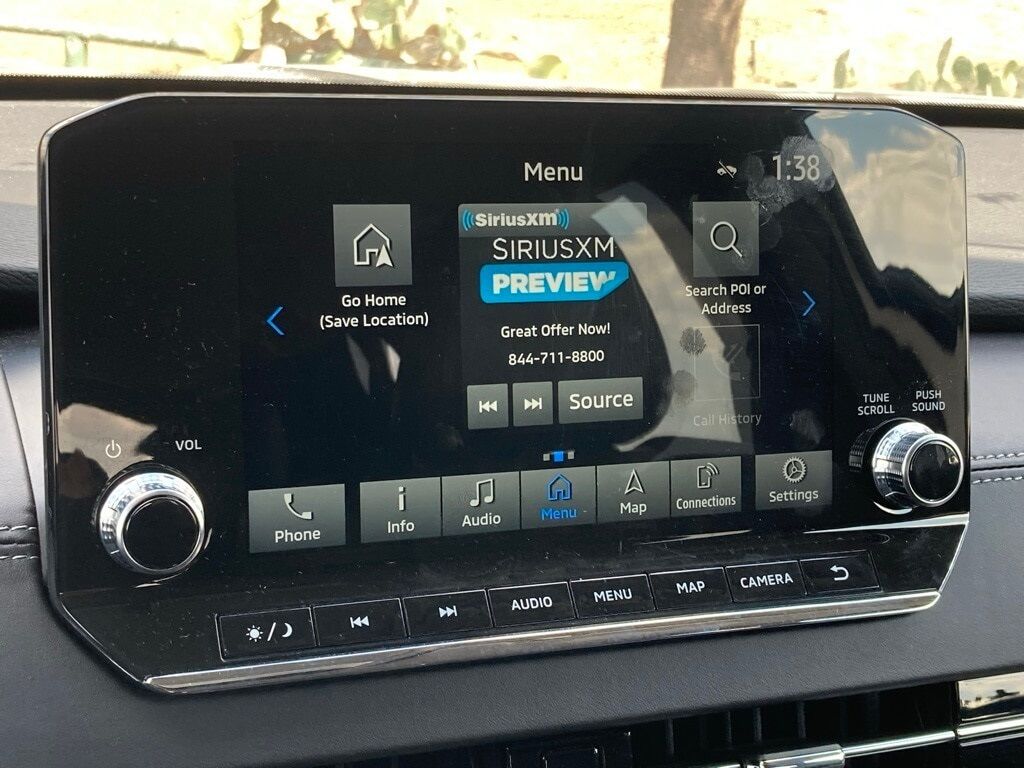 Menu
1:38
Go Home
(Save Location)
SiriusXm
SIRIUSXM
PREVIEW
Great Offer Now!
844-711-8800
Source
Search POI or
Address
Call History
TUNE
SCROLL
PUSH
SOUND
VOL
Phone
Info
Audio
Menu
Map
Connections
Settings
AUDIO
MENU
MAP
CAMERA